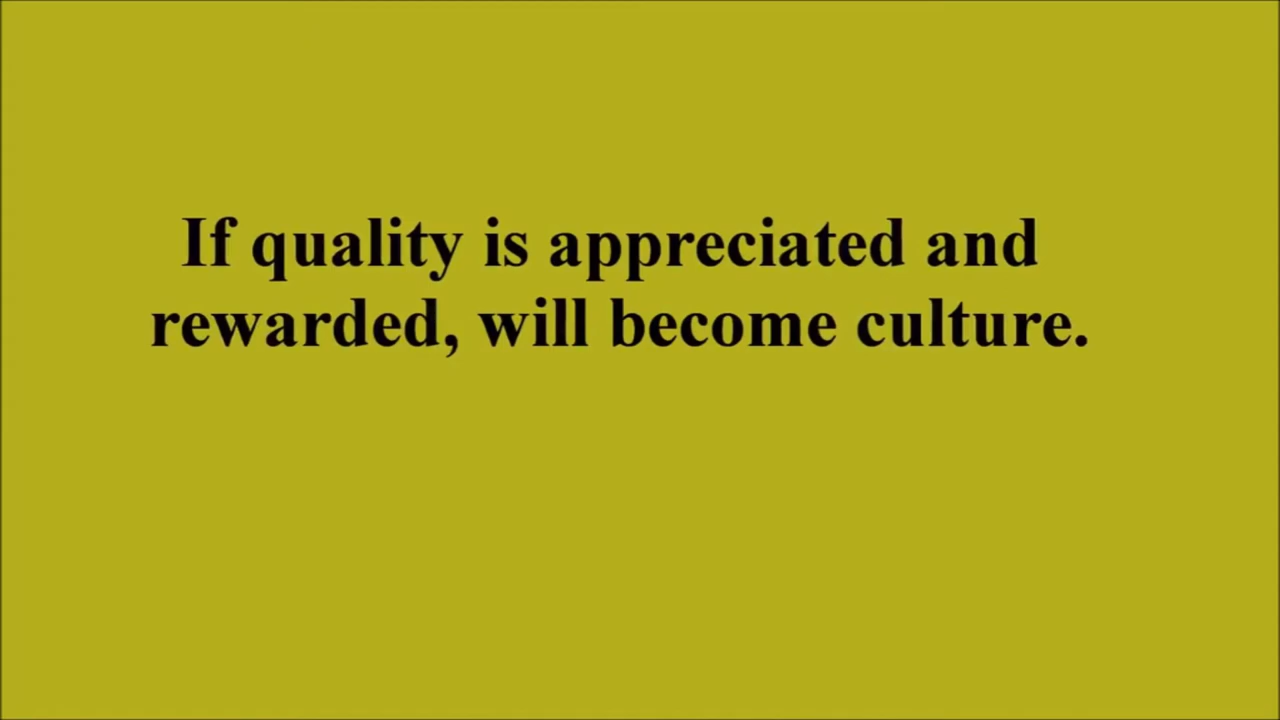 If quality is appreciated and
rewarded, will become culture.